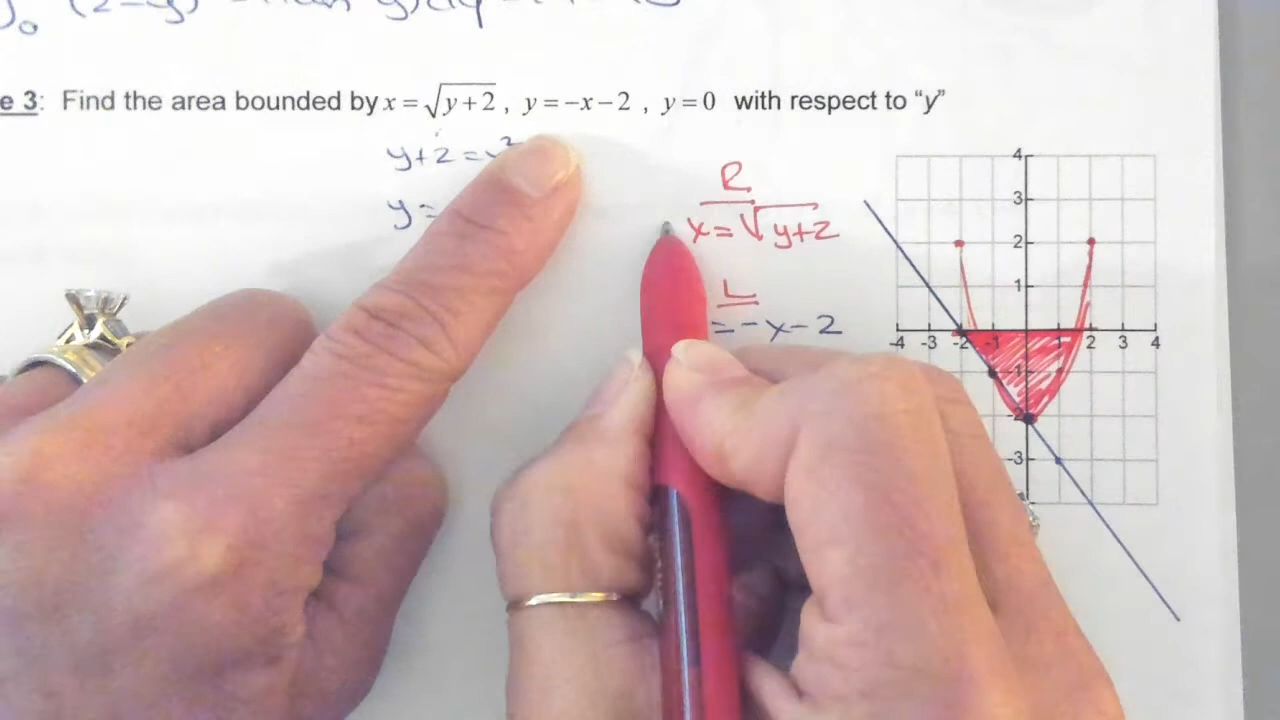 e 3: Find the area bounded by x = √(y+2) , y = −x − 2 , y = 0 with respect to “y”
y+2 =
y =
R
x = √(y+2)
L
= -x - 2
4
3
2
1
-4 -3 -2 -1 1 2 3 4
-1
-2
-3